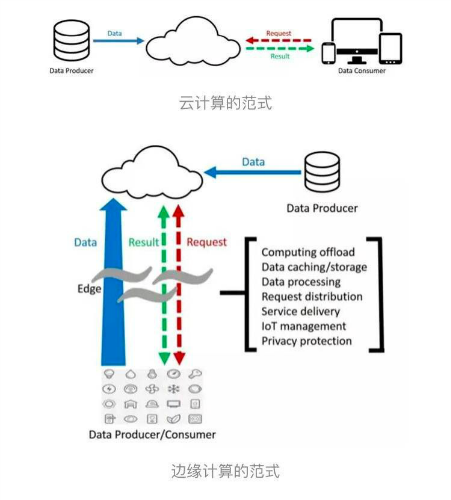 Data
Request
Result
Data Producer
Data Consumer
云计算的范式
Data
Data Producer
Data
Result
Request
Edge
Computing offload
Data caching/storage
Data processing
Request distribution
Service delivery
IoT management
Privacy protection
Data Producer/Consumer
边缘计算的范式